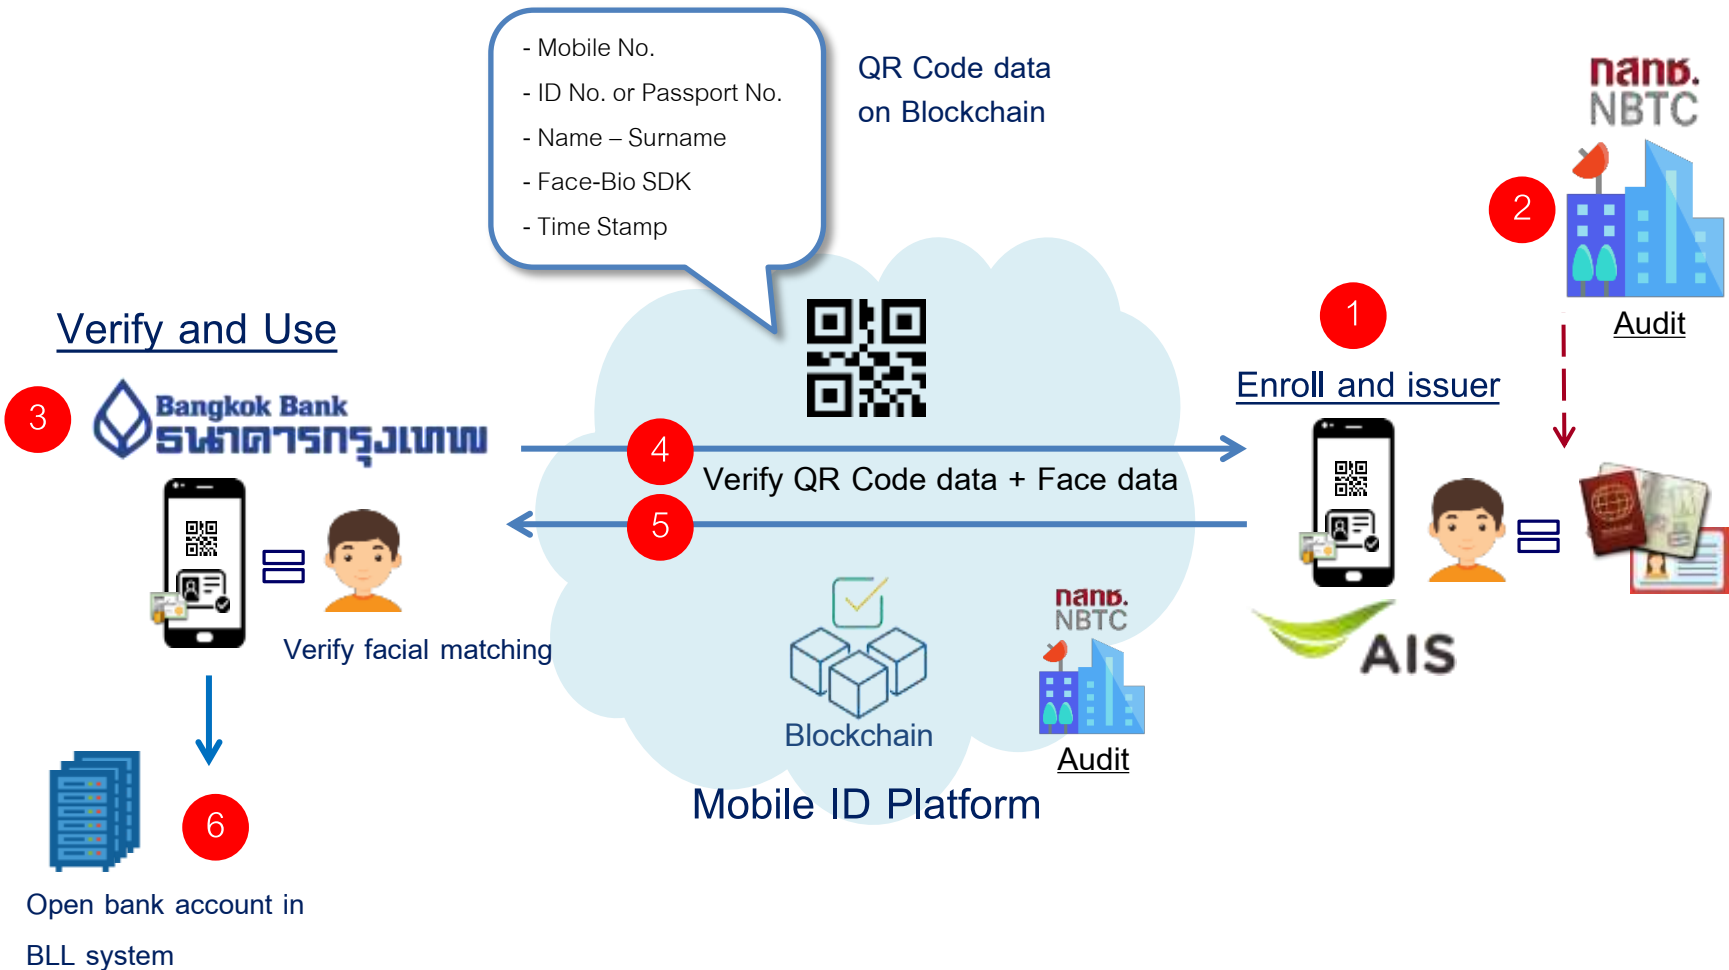 - Mobile No.
- ID No. or Passport No.
- Name – Surname
- Face-Bio SDK
- Time Stamp
QR Code data
on Blockchain
กสทช.
NBTC
2
Audit
1
Enroll and issuer
Verify and Use
3
Bangkok Bank
ธนาคารกรุงเทพ
4
Verify QR Code data + Face data
5
Verify facial matching
AIS
กสทช.
NBTC
Audit
Blockchain
Mobile ID Platform
6
Open bank account in
BLL system